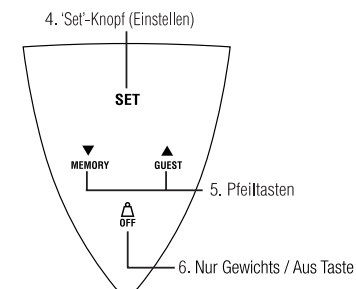 4. 'Set'-Knopf (Einstellen)
SET
MEMORY GUEST
5. Pfeiltasten
OFF
6. Nur Gewichts / Aus Taste